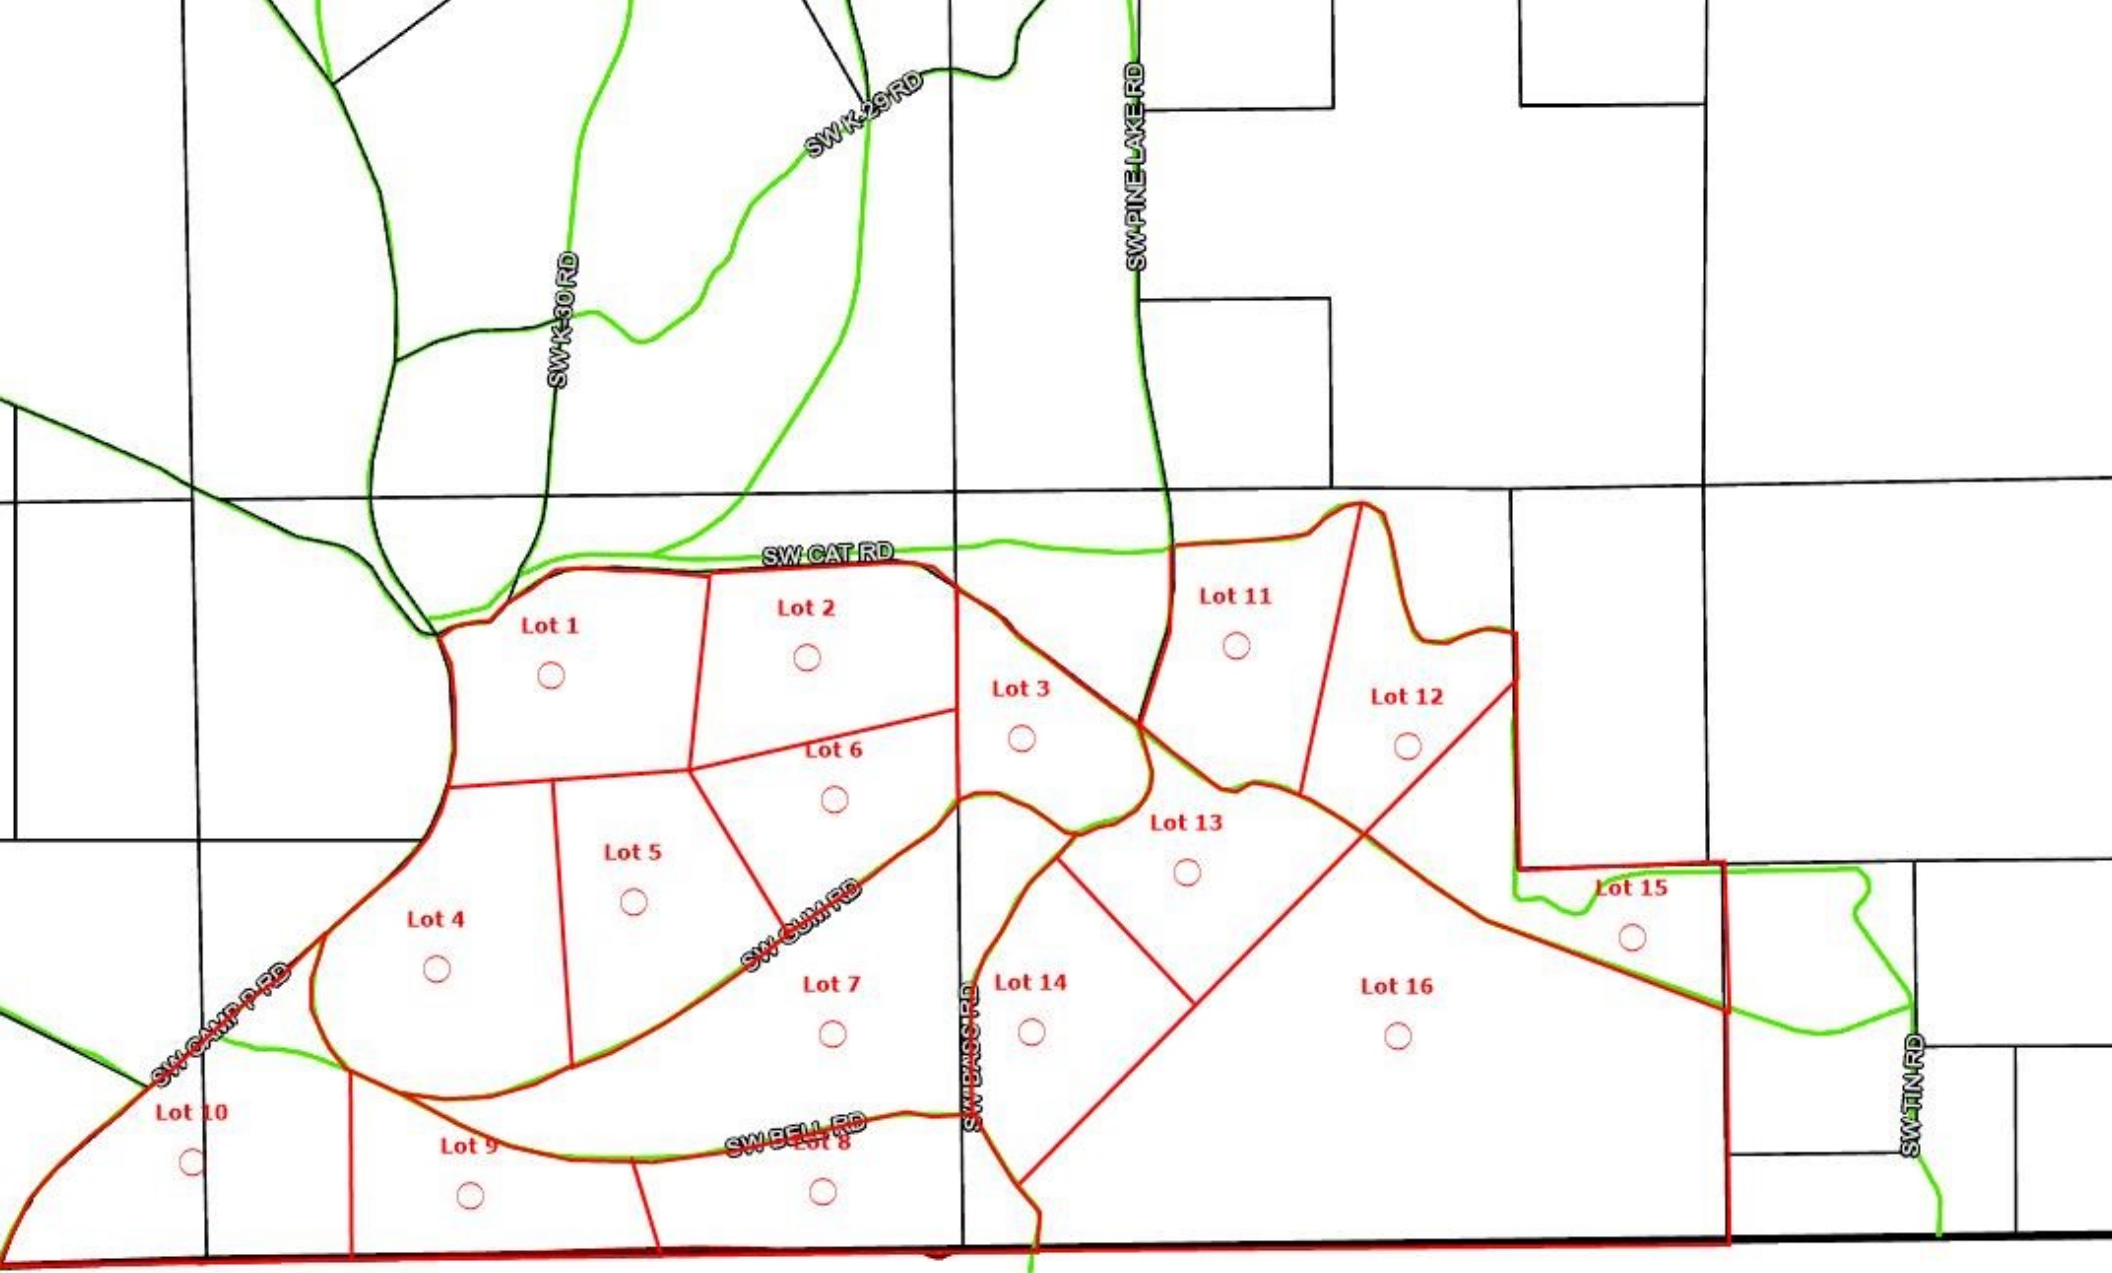 SW K-29 RD
SW PINE LAKE RD
SW K-30 RD
SW CAT RD
Lot 1
Lot 2
Lot 11
Lot 3
Lot 12
Lot 6
Lot 13
Lot 5
Lot 4
SW GUM RD
Lot 15
Lot 7
Lot 14
Lot 16
SW CAMP P RD
SW BASS RD
SW TIN RD
Lot 10
Lot 9
SW BELL RD
Lot 8